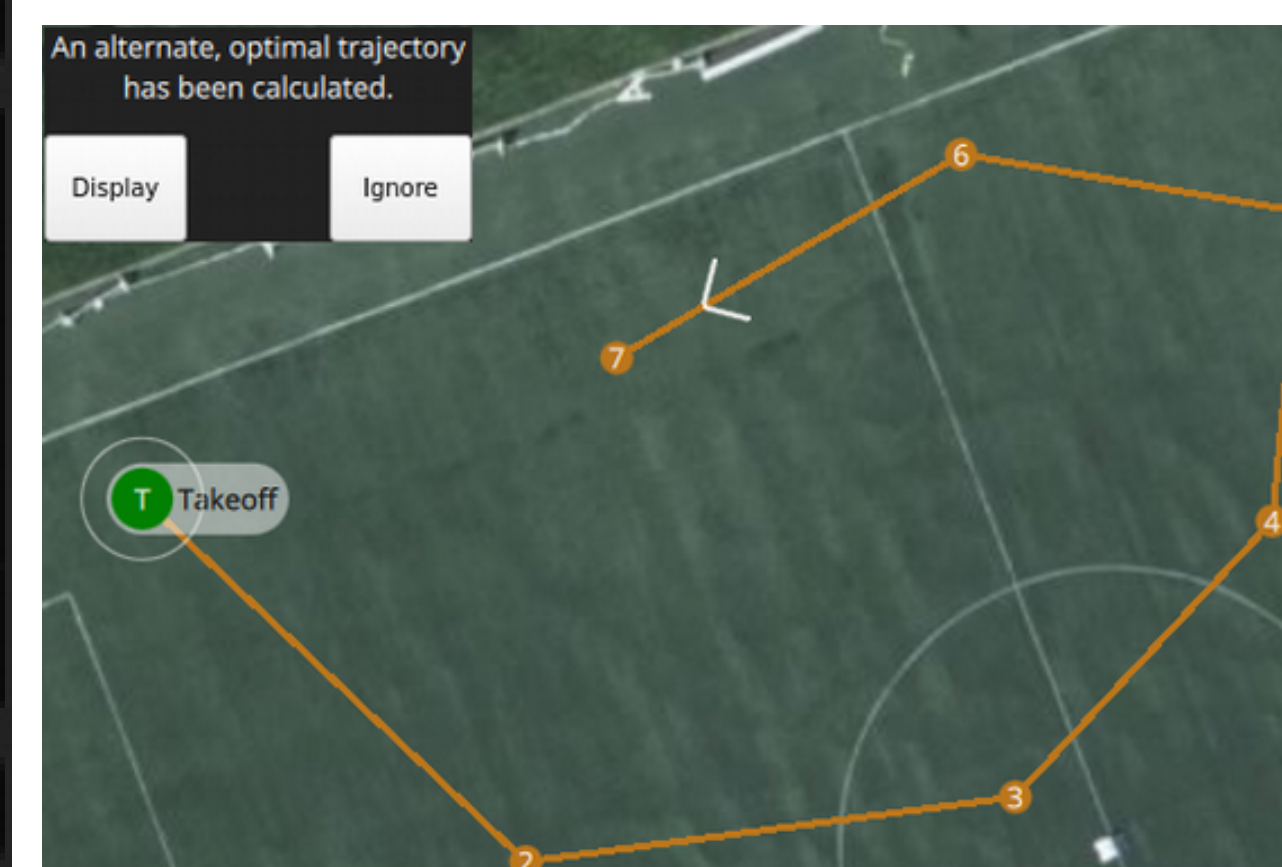 An alternate, optimal trajectory
has been calculated.
Display
Ignore
6
7
T Takeoff
4
3
2